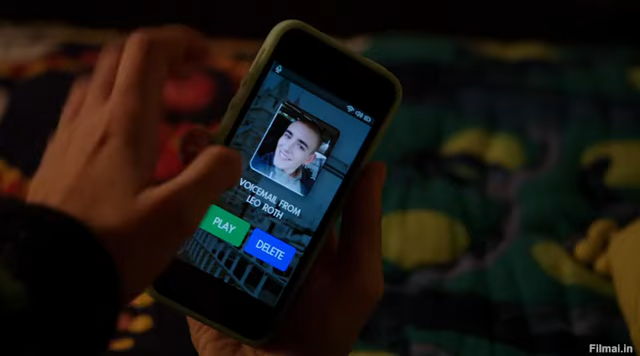 VOICEMAIL FROM
LEO ROTH
PLAY
DELETE
Filmai.in